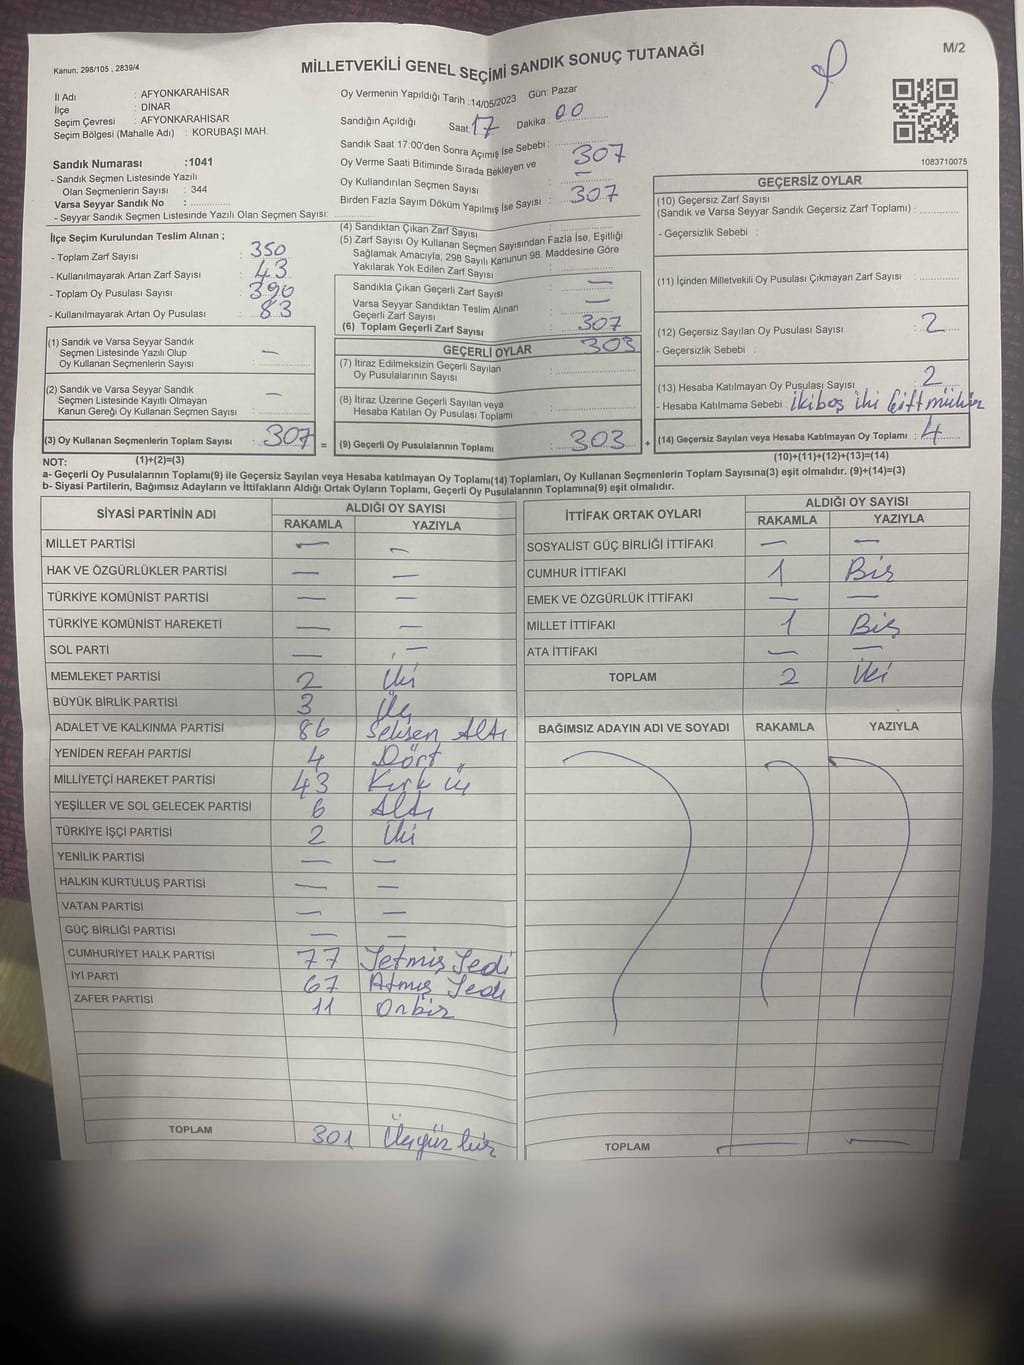 Kanun; 298/105 , 2839/4
MİLLETVEKİLİ GENEL SEÇİMİ SANDIK SONUÇ TUTANAĞI
M/2
İl Adı : AFYONKARAHİSAR
İlçe : DİNAR
Seçim Çevresi : AFYONKARAHİSAR
Seçim Bölgesi (Mahalle Adı) : KORUBAŞI MAH.
Sandık Numarası :1041
- Sandık Seçmen Listesinde Yazılı
Olan Seçmenlerin Sayısı : 344
Varsa Seyyar Sandık No :
- Seyyar Sandık Seçmen Listesinde Yazılı Olan Seçmen Sayısı:
Oy Vermenin Yapıldığı Tarih :14/05/2023 Gün: Pazar
Sandığın Açıldığı Saat: 17 Dakika : 00
Sandık Saat 17:00'den Sonra Açımış İse Sebebi :
Oy Verme Saati Bitiminde Sırada Bekleyen ve
Oy Kullandırılan Seçmen Sayısı : 307
Birden Fazla Sayım Döküm Yapılmış İse Sayısı : —
(4) Sandıktan Çıkan Zarf Sayısı : 307
(5) Zarf Sayısı Oy Kullanan Seçmen Sayısından Fazla İse, Eşitliği
Sağlamak Amacıyla; 298 Sayılı Kanunun 98. Maddesine Göre
Yakılarak Yok Edilen Zarf Sayısı :
1083710075
İlçe Seçim Kurulundan Teslim Alınan ;
- Toplam Zarf Sayısı : 350
- Kullanılmayarak Artan Zarf Sayısı : 43
- Toplam Oy Pusulası Sayısı : 390
- Kullanılmayarak Artan Oy Pusulası : 83
Sandıkta Çıkan Geçerli Zarf Sayısı : —
Varsa Seyyar Sandıktan Teslim Alınan
Geçerli Zarf Sayısı : —
(6) Toplam Geçerli Zarf Sayısı : 307
GEÇERSİZ OYLAR
(10) Geçersiz Zarf Sayısı
(Sandık ve Varsa Seyyar Sandık Geçersiz Zarf Toplamı) :
- Geçersizlik Sebebi :
(11) İçinden Milletvekili Oy Pusulası Çıkmayan Zarf Sayısı :
(12) Geçersiz Sayılan Oy Pusulası Sayısı : 2
- Geçersizlik Sebebi :
(13) Hesaba Katılmayan Oy Pusulası Sayısı : 2
- Hesaba Katılmama Sebebi : iki boş iki Çift mühür
(14) Geçersiz Sayılan veya Hesaba Katılmayan Oy Toplamı : 4
(10)+(11)+(12)+(13)=(14)
(1) Sandık ve Varsa Seyyar Sandık
Seçmen Listesinde Yazılı Olup
Oy Kullanan Seçmenlerin Sayısı : —
(2) Sandık ve Varsa Seyyar Sandık
Seçmen Listesinde Kayıtlı Olmayan
Kanun Gereği Oy Kullanan Seçmen Sayısı : —
(3) Oy Kullanan Seçmenlerin Toplam Sayısı : 307 =
(1)+(2)=(3)
GEÇERLİ OYLAR
(7) İtiraz Edilmeksizin Geçerli Sayılan
Oy Pusulalarının Sayısı : 303
(8) İtiraz Üzerine Geçerli Sayılan veya
Hesaba Katılan Oy Pusulası Toplamı :
(9) Geçerli Oy Pusulalarının Toplamı : 303 +
NOT:
a- Geçerli Oy Pusulalarının Toplamı(9) ile Geçersiz Sayılan veya Hesaba katılmayan Oy Toplamı(14) Toplamları, Oy Kullanan Seçmenlerin Toplam Sayısına(3) eşit olmalıdır. (9)+(14)=(3)
b- Siyasi Partilerin, Bağımsız Adayların ve İttifakların Aldığı Ortak Oyların Toplamı, Geçerli Oy Pusulalarının Toplamına(9) eşit olmalıdır.
SİYASİ PARTİNİN ADI
ALDIĞI OY SAYISI
RAKAMLA YAZIYLA
MİLLET PARTİSİ — —
HAK VE ÖZGÜRLÜKLER PARTİSİ — —
TÜRKİYE KOMÜNİST PARTİSİ — —
TÜRKİYE KOMÜNİST HAREKETİ — —
SOL PARTİ — —
MEMLEKET PARTİSİ 2 İki
BÜYÜK BİRLİK PARTİSİ 3 Üç
ADALET VE KALKINMA PARTİSİ 86 Seksen Altı
YENİDEN REFAH PARTİSİ 4 Dört
MİLLİYETÇİ HAREKET PARTİSİ 43 Kırk üç
YEŞİLLER VE SOL GELECEK PARTİSİ 6 Altı
TÜRKİYE İŞÇİ PARTİSİ 2 İki
YENİLİK PARTİSİ — —
HALKIN KURTULUŞ PARTİSİ — —
VATAN PARTİSİ — —
GÜÇ BİRLİĞİ PARTİSİ — —
CUMHURİYET HALK PARTİSİ 77 Yetmiş Yedi
İYİ PARTİ 67 Atmış Yedi
ZAFER PARTİSİ 11 Onbir
TOPLAM 301 Üçyüz bir
İTTİFAK ORTAK OYLARI
ALDIĞI OY SAYISI
RAKAMLA YAZIYLA
SOSYALİST GÜÇ BİRLİĞİ İTTİFAKI — —
CUMHUR İTTİFAKI 1 Bir
EMEK VE ÖZGÜRLÜK İTTİFAKI — —
MİLLET İTTİFAKI 1 Bir
ATA İTTİFAKI — —
TOPLAM 2 İki
BAĞIMSIZ ADAYIN ADI VE SOYADI RAKAMLA YAZIYLA
TOPLAM — —